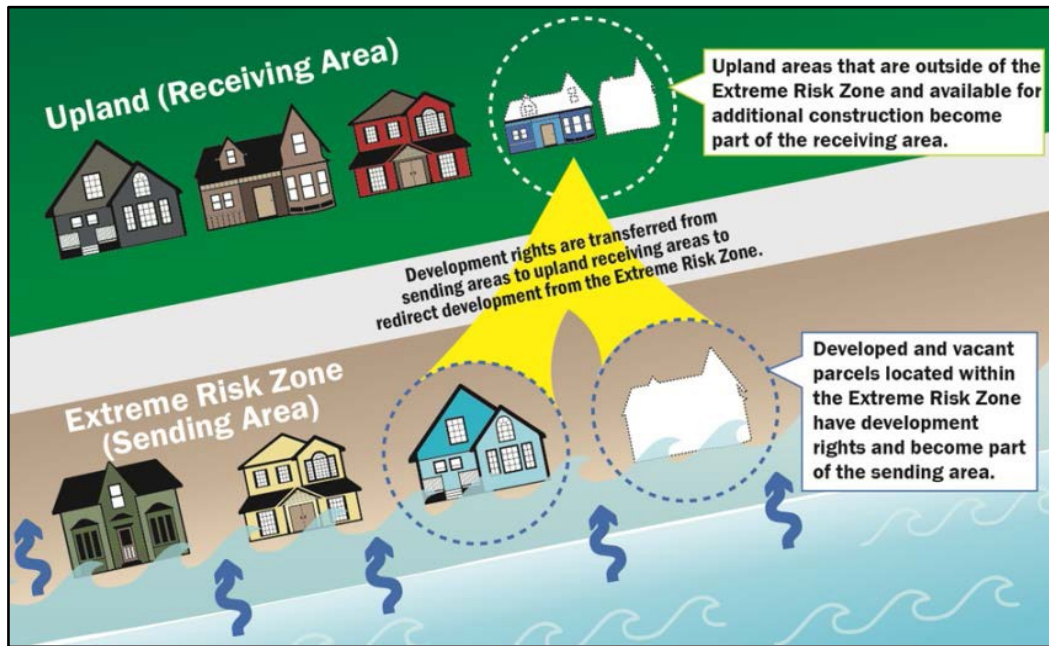 Upland (Receiving Area)
Upland areas that are outside of the
Extreme Risk Zone and available for
additional construction become
part of the receiving area.
Development rights are transferred from
sending areas to upland receiving areas to
redirect development from the Extreme Risk Zone.
Extreme Risk Zone
(Sending Area)
Developed and vacant
parcels located within
the Extreme Risk Zone
have development
rights and become part
of the sending area.